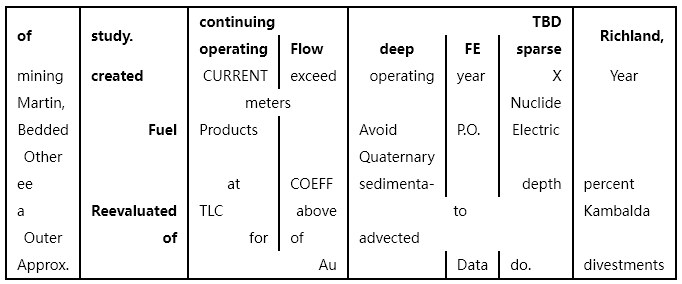 of study. continuing TBD Richland,
operating Flow deep FE sparse
mining created CURRENT exceed operating year X Year
Martin, meters Nuclide
Bedded Fuel Products Avoid P.O. Electric
Other Quaternary
ee at COEFF sedimenta- depth percent
a Reevaluated TLC above to Kambalda
Outer of for of advected
Approx. Au Data do. divestments